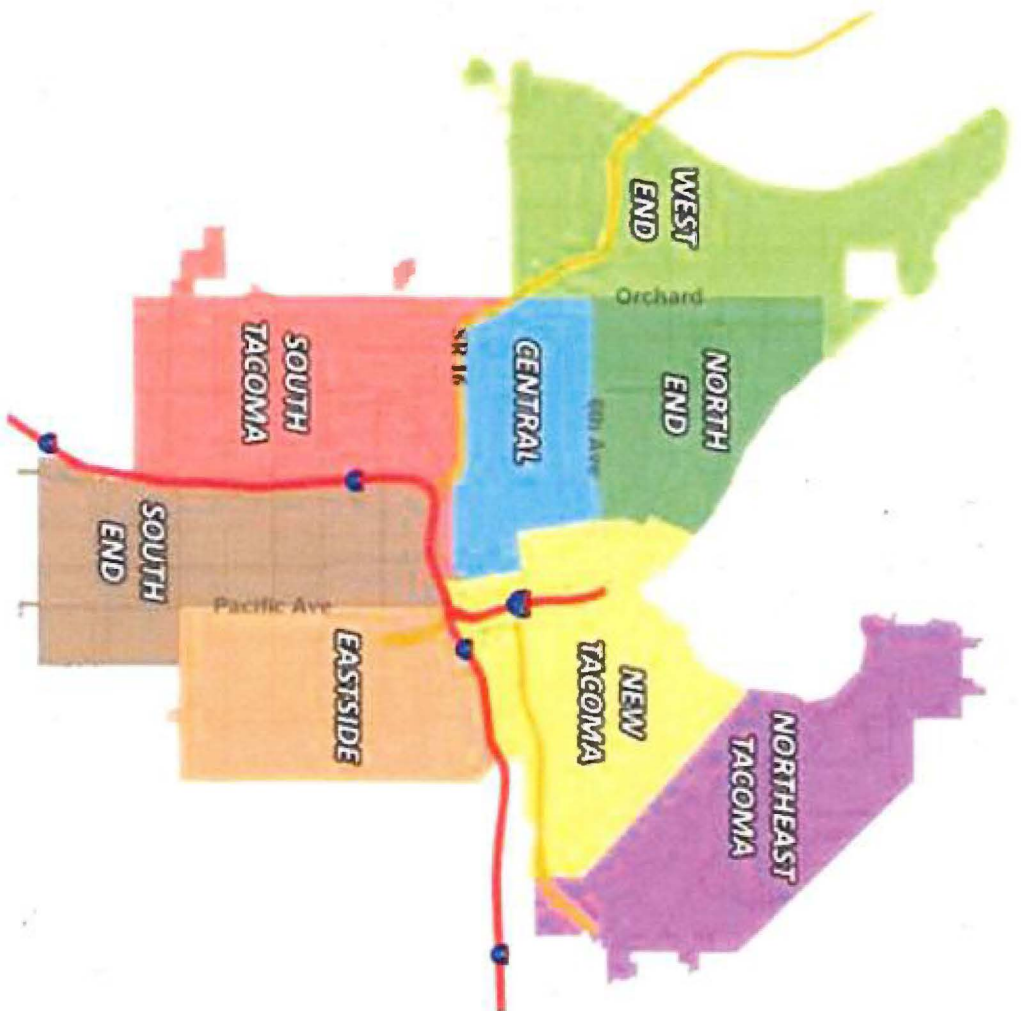 WEST
END
Orchard
NORTH
END
6th Ave
CENTRAL
SR 16
SOUTH
TACOMA
SOUTH
END
Pacific Ave
EASTSIDE
NEW
TACOMA
NORTHEAST
TACOMA